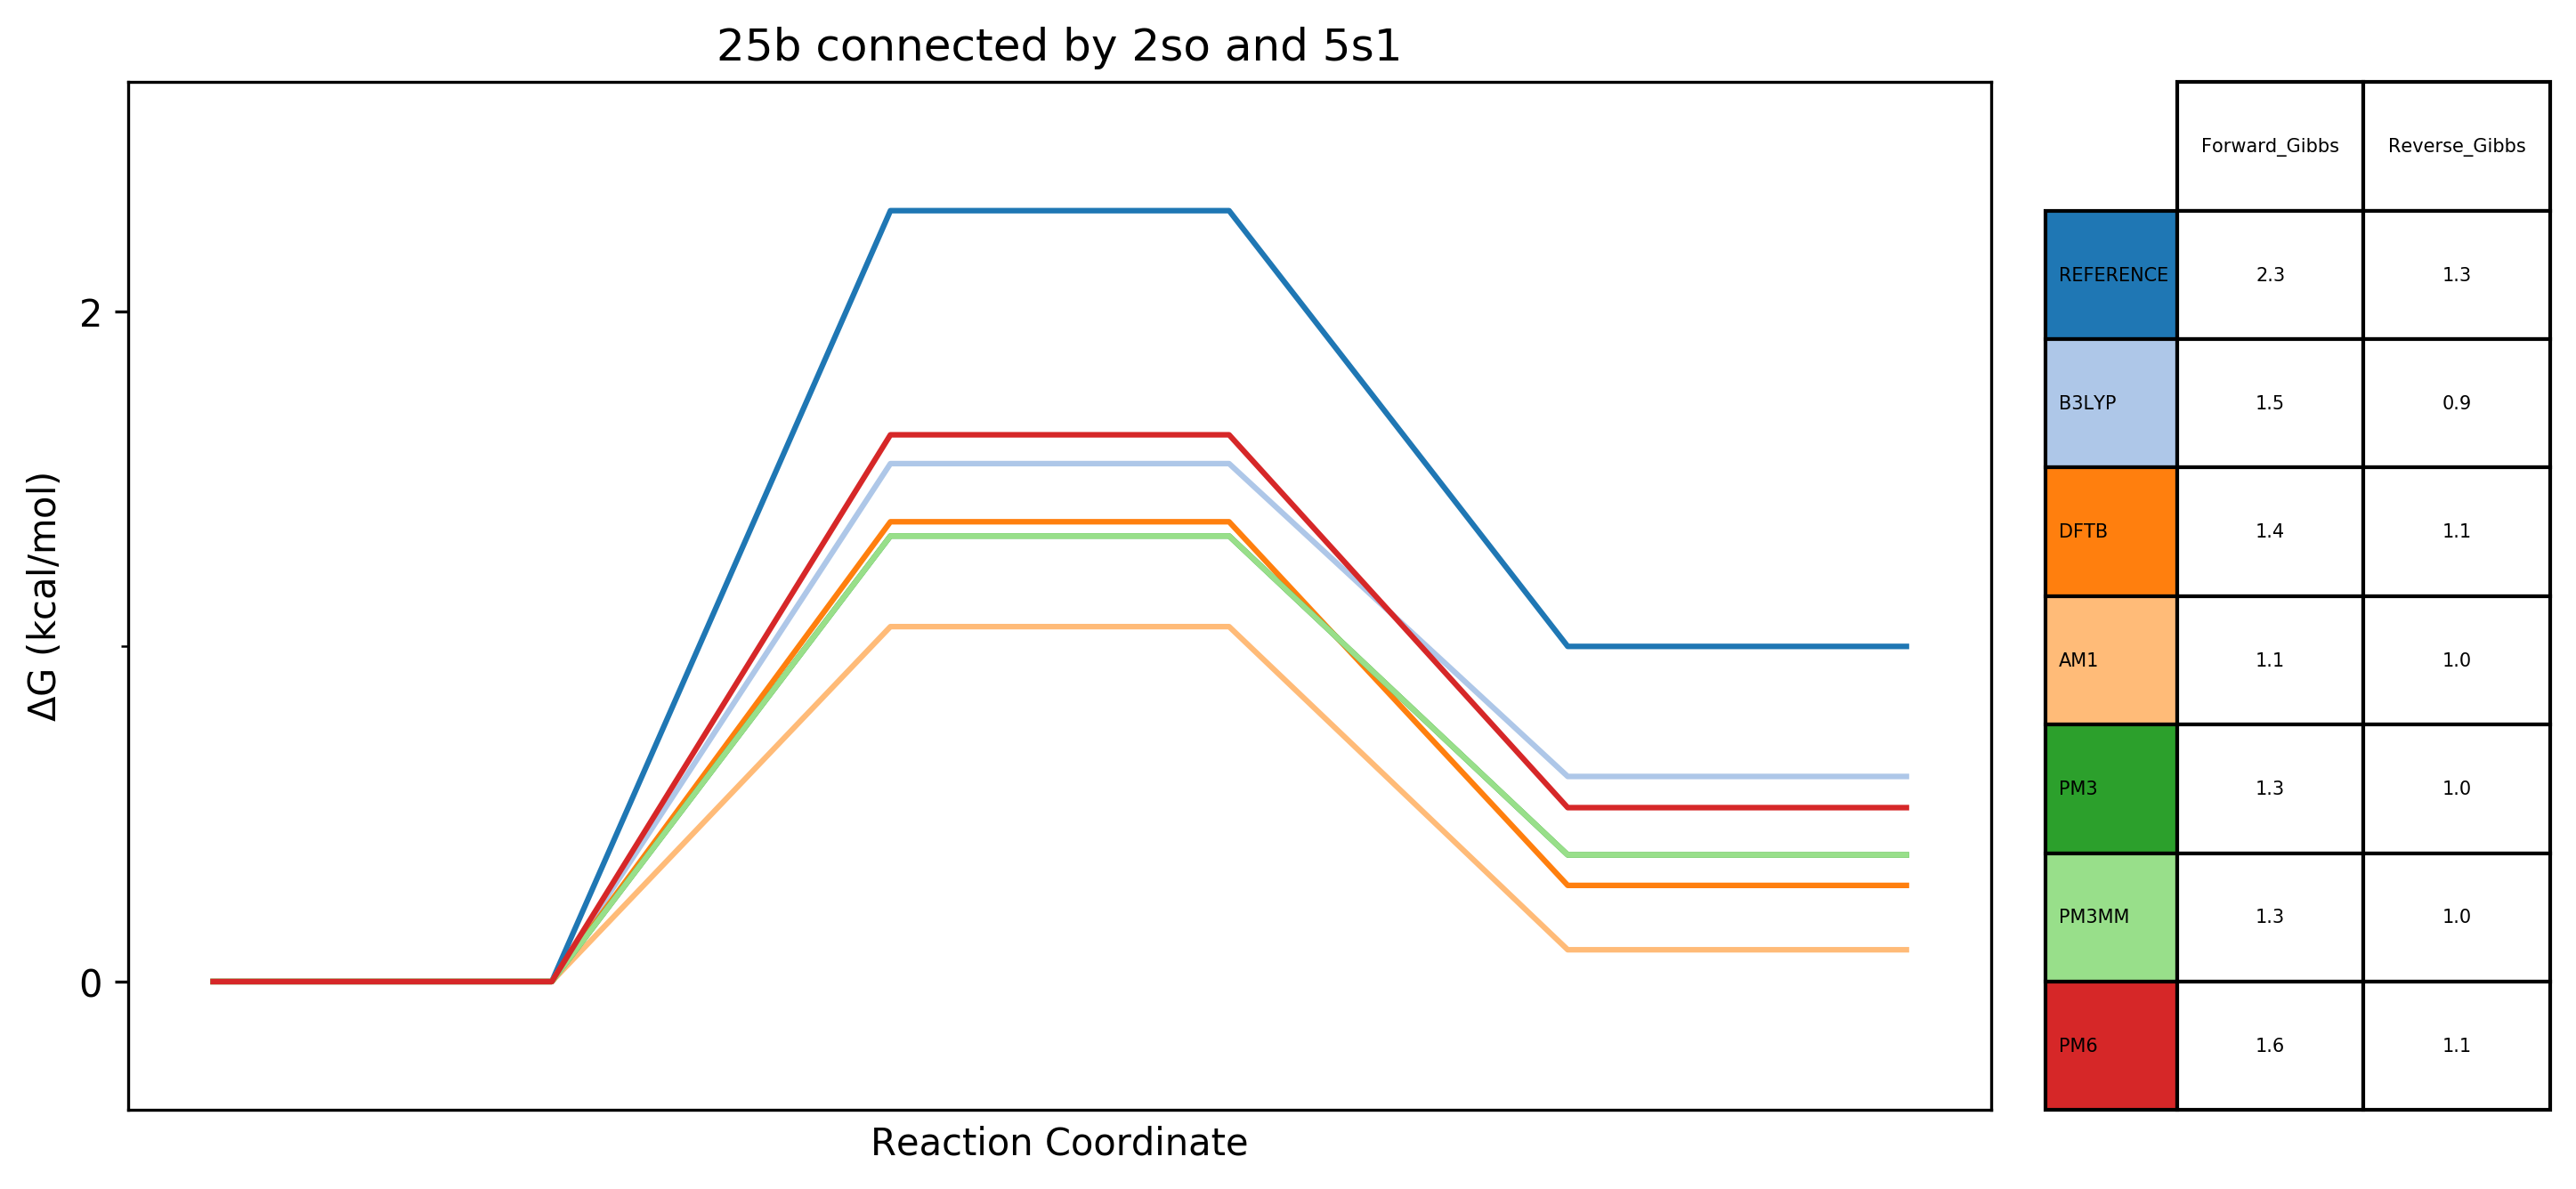 25b connected by 2so and 5s1
ΔG (kcal/mol)
2
0
Reaction Coordinate
Forward_Gibbs Reverse_Gibbs
REFERENCE 2.3 1.3
B3LYP 1.5 0.9
DFTB 1.4 1.1
AM1 1.1 1.0
PM3 1.3 1.0
PM3MM 1.3 1.0
PM6 1.6 1.1